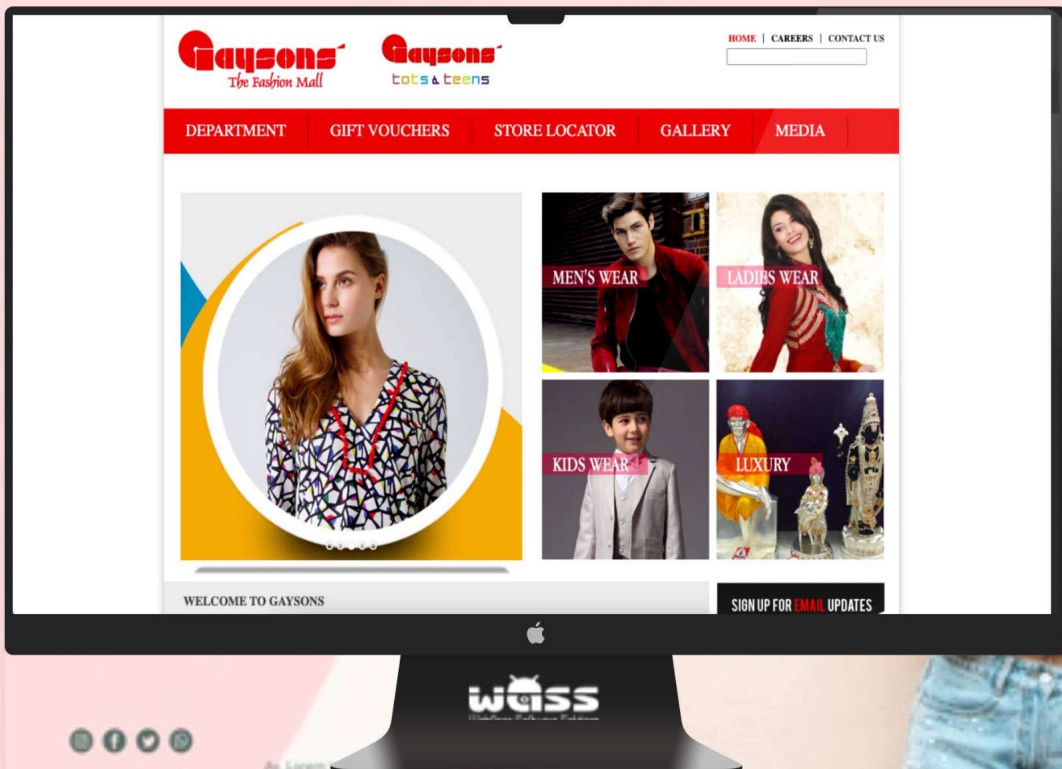 Gaysons
The Fashion Mall
Gaysons
tots & teens
HOME | CAREERS | CONTACT US
DEPARTMENT
GIFT VOUCHERS
STORE LOCATOR
GALLERY
MEDIA
MEN'S WEAR
LADIES WEAR
KIDS WEAR
LUXURY
WELCOME TO GAYSONS
SIGN UP FOR EMAIL UPDATES
wass